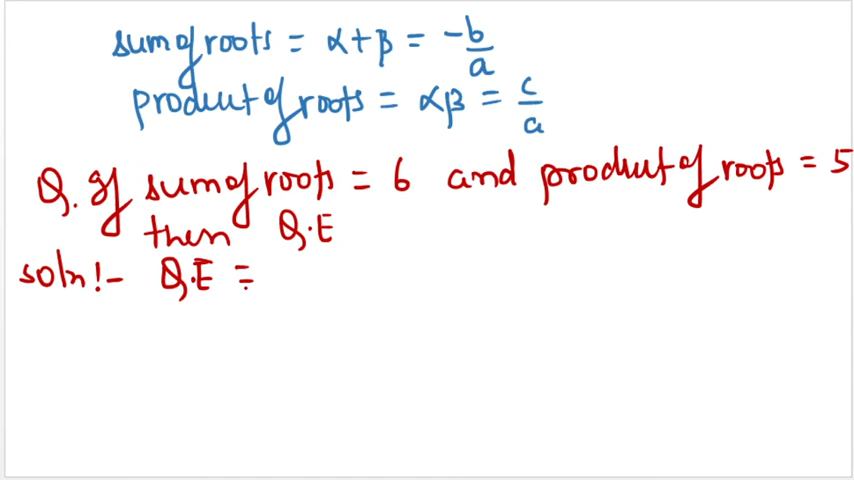 sum of roots = α+β = -b/a
product of roots = αβ = c/a
Q. If sum of roots = 6 and product of roots = 5
then Q.E
soln!- Q.E =